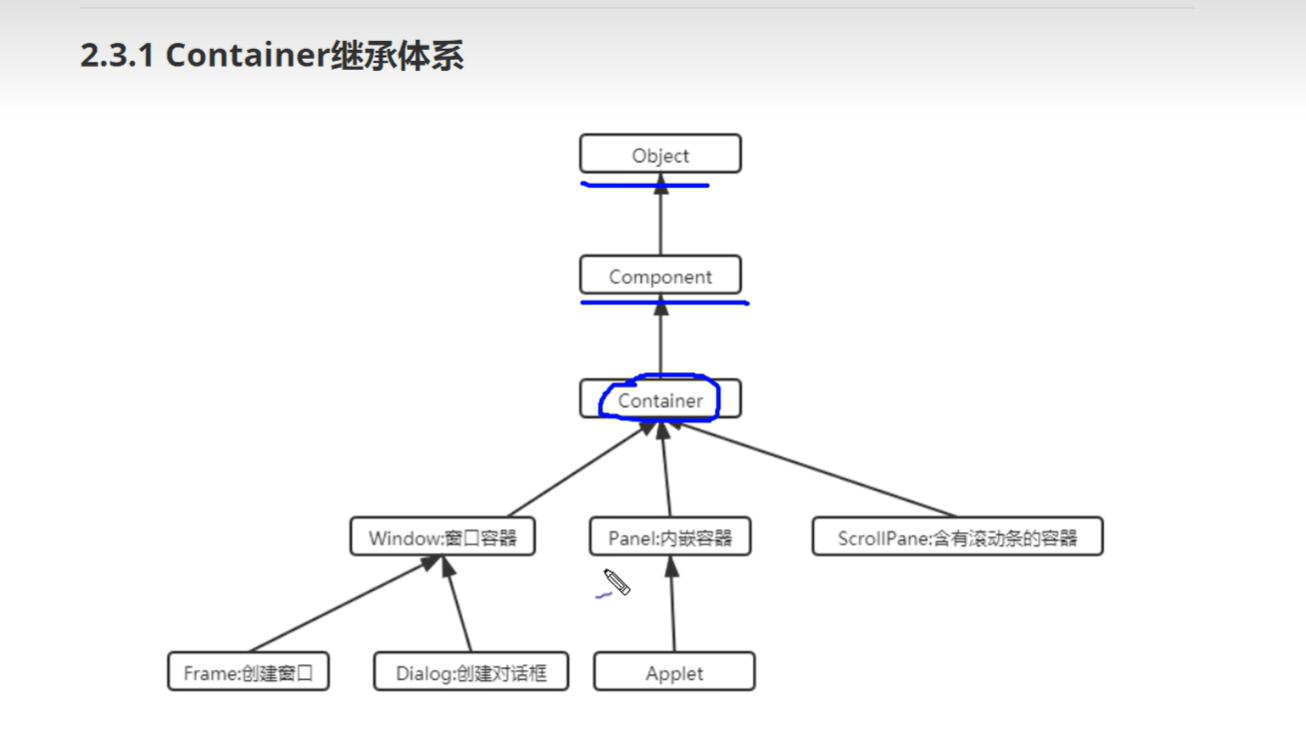 2.3.1 Container继承体系
Object
Component
Container
Window:窗口容器
Panel:内嵌容器
ScrollPane:含有滚动条的容器
Frame:创建窗口
Dialog:创建对话框
Applet